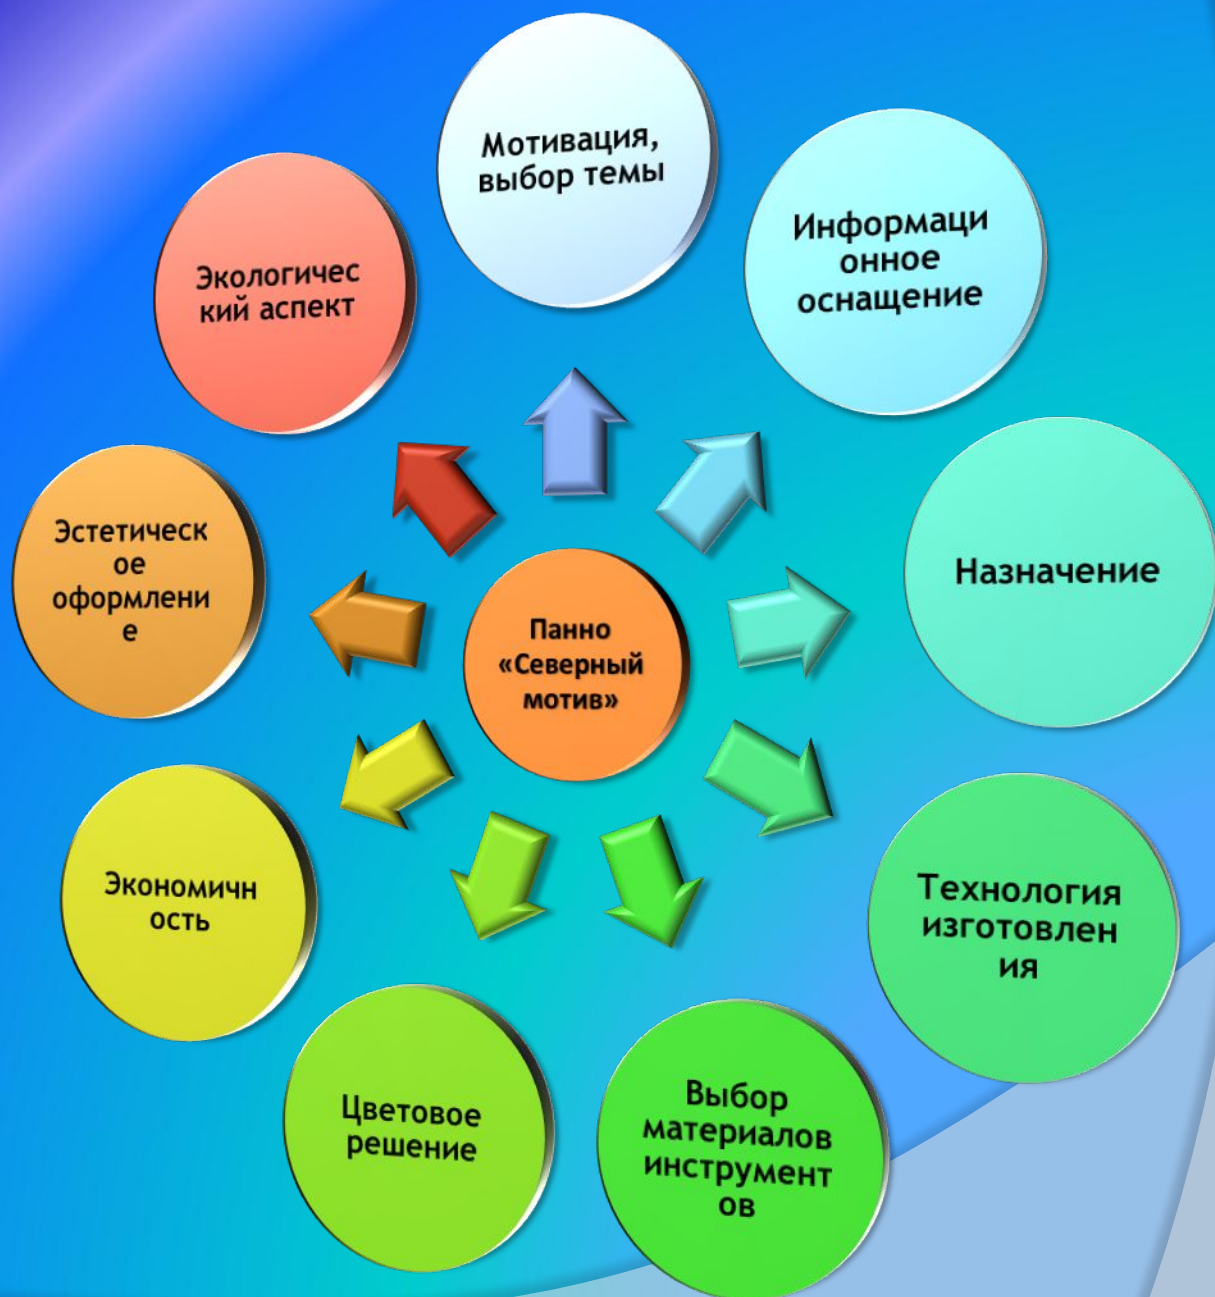 Мотивация,
выбор темы
Информаци
онное
оснащение
Назначение
Технология
изготовлен
ия
Выбор
материалов
инструмент
ов
Цветовое
решение
Экономичн
ость
Эстетическ
ое
оформлени
е
Экологичес
кий аспект
Панно
«Северный
мотив»